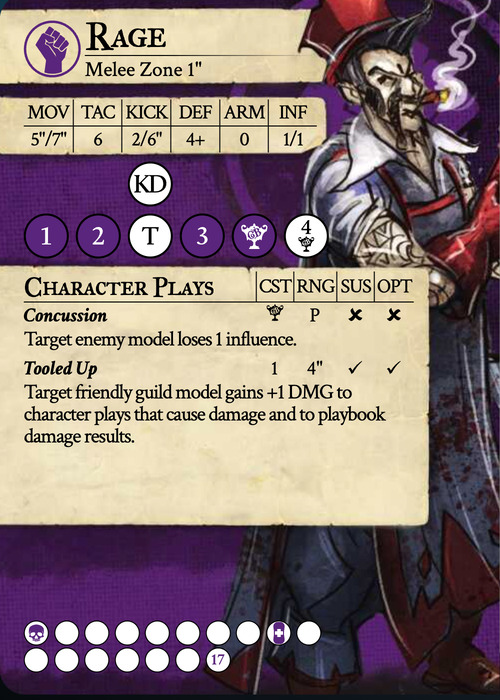 RAGE
Melee Zone 1"
MOV TAC KICK DEF ARM INF
5"/7" 6 2/6" 4+ 0 1/1
KD
1 2 T 3 GB 4
CHARACTER PLAYS CST RNG SUS OPT
Concussion GB P ✘ ✘
Target enemy model loses 1 influence.
Tooled Up 1 4" ✓ ✓
Target friendly guild model gains +1 DMG to
character plays that cause damage and to playbook
damage results.
17